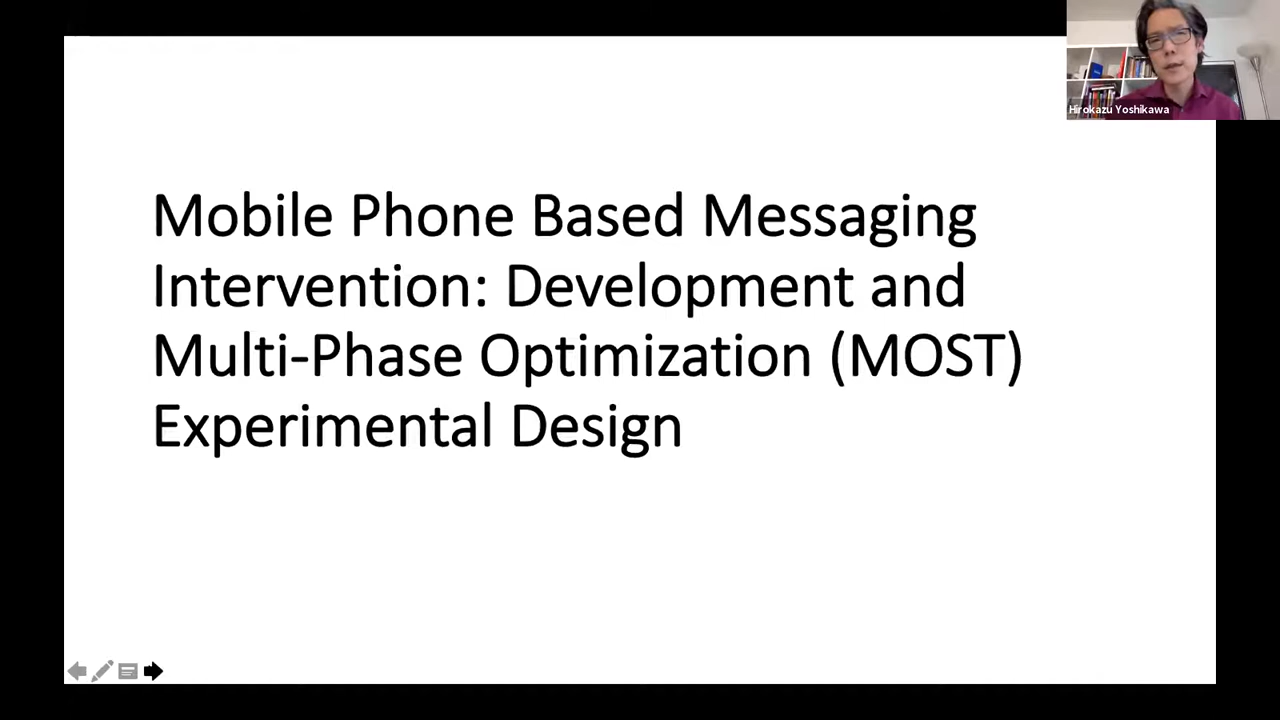 Hirokazu Yoshikawa
Mobile Phone Based Messaging
Intervention: Development and
Multi-Phase Optimization (MOST)
Experimental Design